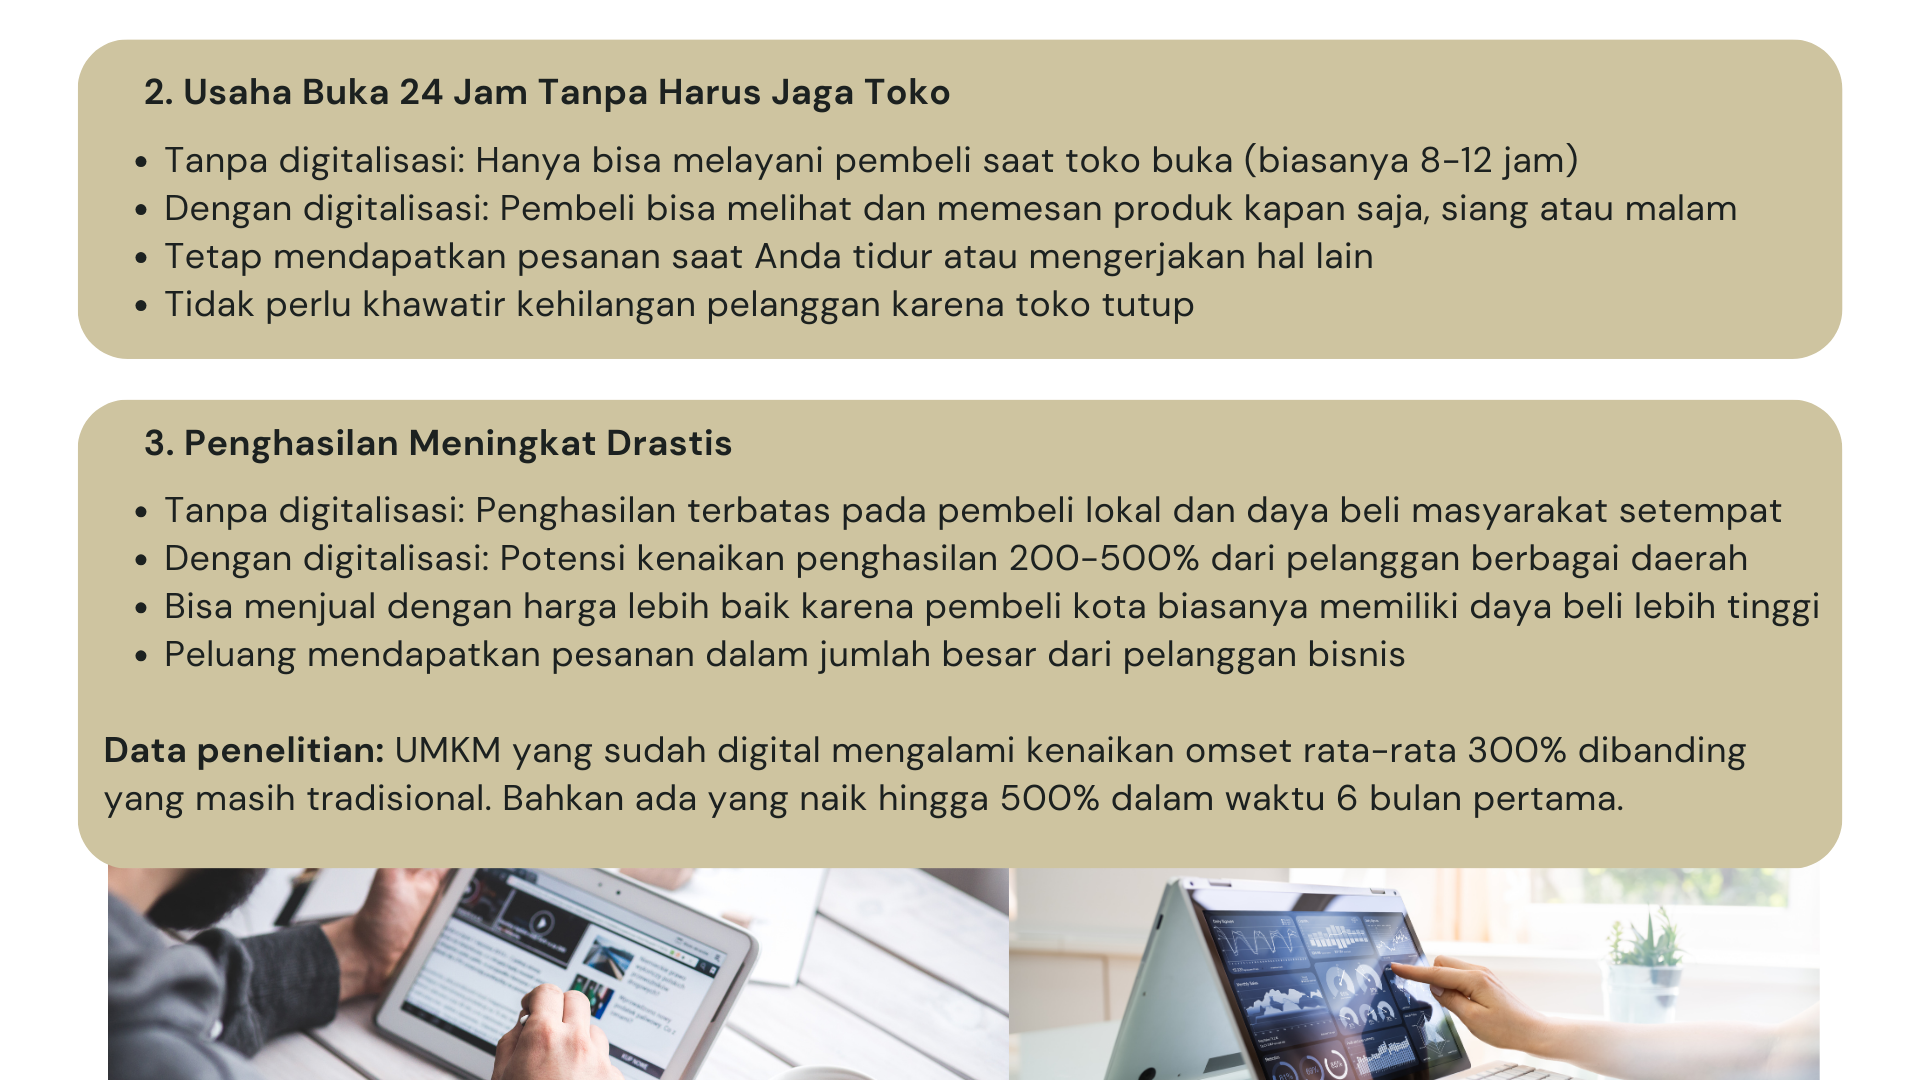 2. Usaha Buka 24 Jam Tanpa Harus Jaga Toko
• Tanpa digitalisasi: Hanya bisa melayani pembeli saat toko buka (biasanya 8-12 jam)
• Dengan digitalisasi: Pembeli bisa melihat dan memesan produk kapan saja, siang atau malam
• Tetap mendapatkan pesanan saat Anda tidur atau mengerjakan hal lain
• Tidak perlu khawatir kehilangan pelanggan karena toko tutup
3. Penghasilan Meningkat Drastis
• Tanpa digitalisasi: Penghasilan terbatas pada pembeli lokal dan daya beli masyarakat setempat
• Dengan digitalisasi: Potensi kenaikan penghasilan 200-500% dari pelanggan berbagai daerah
• Bisa menjual dengan harga lebih baik karena pembeli kota biasanya memiliki daya beli lebih tinggi
• Peluang mendapatkan pesanan dalam jumlah besar dari pelanggan bisnis
Data penelitian: UMKM yang sudah digital mengalami kenaikan omset rata-rata 300% dibanding
yang masih tradisional. Bahkan ada yang naik hingga 500% dalam waktu 6 bulan pertama.